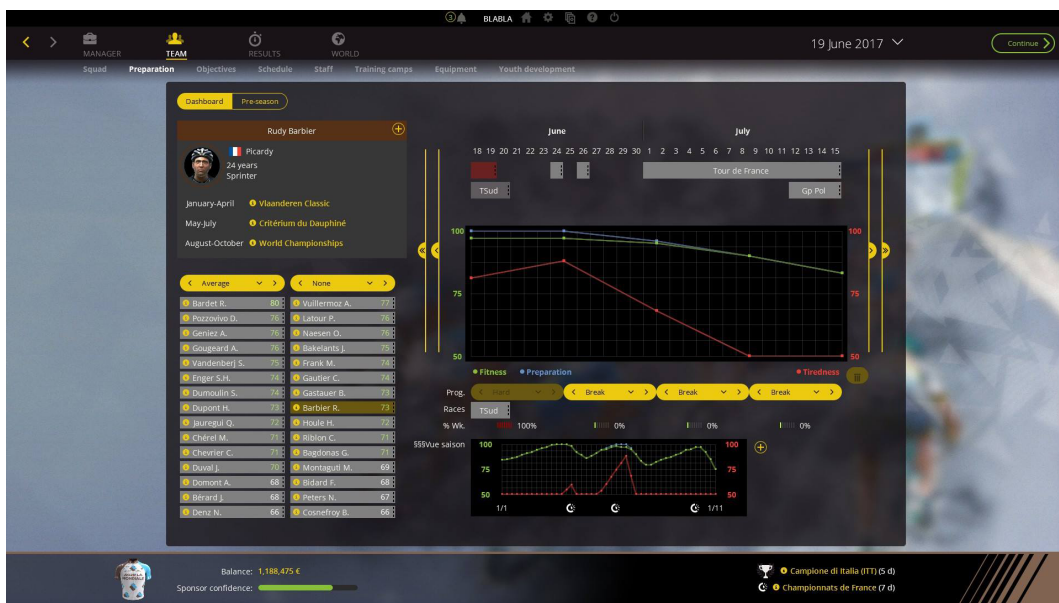 3 BLABLA
MANAGER TEAM RESULTS WORLD 19 June 2017 Continue
Squad Preparation Objectives Schedule Staff Training camps Equipment Youth development
Dashboard Pre-season
Rudy Barbier
Picardy
24 years
Sprinter
January-April Vlaanderen Classic
May-July Critérium du Dauphiné
August-October World Championships
Average None
Bardet R. 80 Vuillermoz A. 77
Pozzovivo D. 76 Latour P. 76
Geniez A. 76 Naesen O. 76
Gougeard A. 76 Bakelants J. 75
Vandenberj S. 75 Frank M. 74
Enger S.H. 74 Gautier C. 74
Dumoulin S. 74 Gastauer B. 73
Dupont H. 73 Barbier R. 73
Jauregui Q. 72 Houle H. 72
Chérel M. 71 Riblon C. 71
Chevrier C. 71 Bagdonas G. 71
Duval J. 70 Montaguti M. 69
Domont A. 68 Bidard F. 68
Bérard J. 68 Peters N. 67
Denz N. 66 Cosnefroy B. 66
June July
18 19 20 21 22 23 24 25 26 27 28 29 30 1 2 3 4 5 6 7 8 9 10 11 12 13 14 15
Tour de France
TSud Gp Pol
100 100
75 75
50 50
Fitness Preparation Tiredness
Prog. Hard Break Break Break
Races TSud
% Wk. 100% 0% 0% 0%
§§§Vue saison 100 100
75 75
50 50
1/1 1/11
Balance: 1,188,475 €
Sponsor confidence:
Campione di Italia (ITT) (5 d)
Championnats de France (7 d)